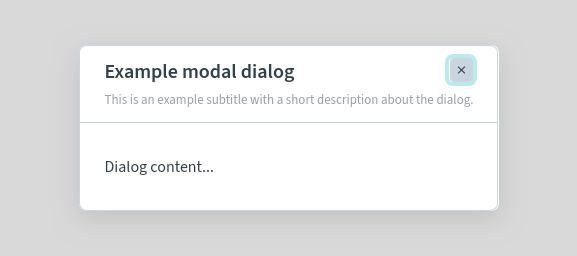 Example modal dialog
This is an example subtitle with a short description about the dialog.
Dialog content...